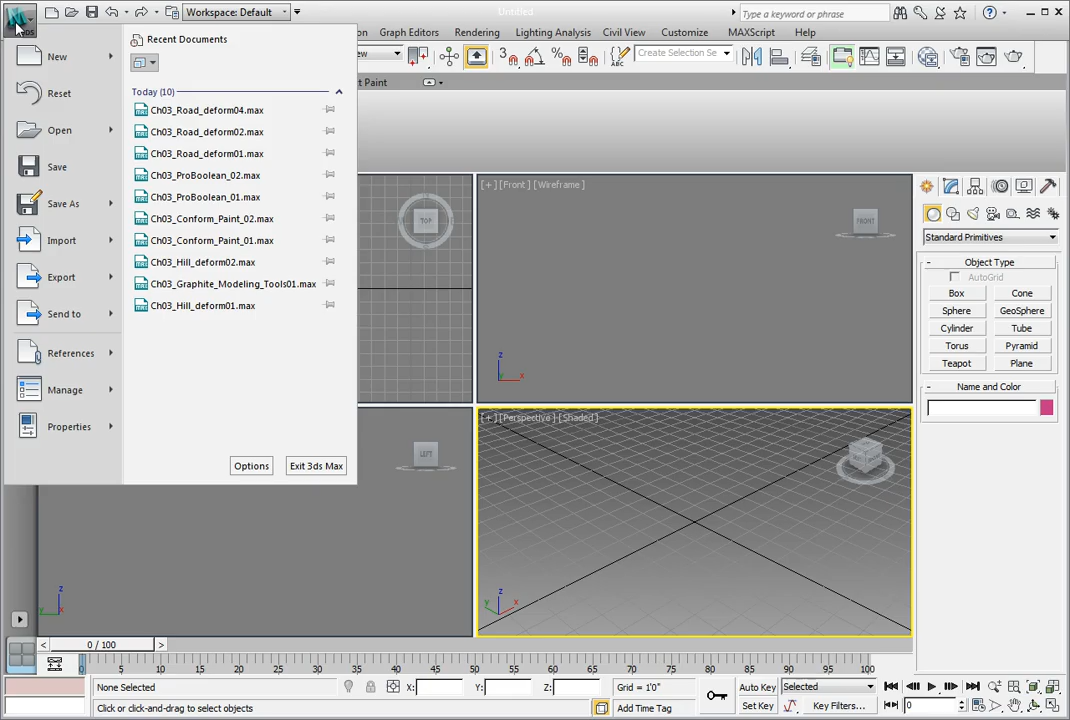 Workspace: Default
Untitled
Type a keyword or phrase
Graph Editors Rendering Lighting Analysis Civil View Customize MAXScript Help
Create Selection Se
t Paint
Recent Documents
Today (10)
Ch03_Road_deform04.max
Ch03_Road_deform02.max
Ch03_Road_deform01.max
Ch03_ProBoolean_02.max
Ch03_ProBoolean_01.max
Ch03_Conform_Paint_02.max
Ch03_Conform_Paint_01.max
Ch03_Hill_deform02.max
Ch03_Graphite_Modeling_Tools01.max
Ch03_Hill_deform01.max
Options
Exit 3ds Max
New
Reset
Open
Save
Save As
Import
Export
Send to
References
Manage
Properties
TOP
[+] [Front] [Wireframe]
FRONT
LEFT
[+] [Perspective] [Shaded]
Standard Primitives
Object Type
AutoGrid
Box Cone
Sphere GeoSphere
Cylinder Tube
Torus Pyramid
Teapot Plane
Name and Color
0 / 100
0 5 10 15 20 25 30 35 40 45 50 55 60 65 70 75 80 85 90 95 100
None Selected
X: Y: Z:
Grid = 1'0"
Auto Key Selected
Click or click-and-drag to select objects
Add Time Tag
Set Key Key Filters...
0